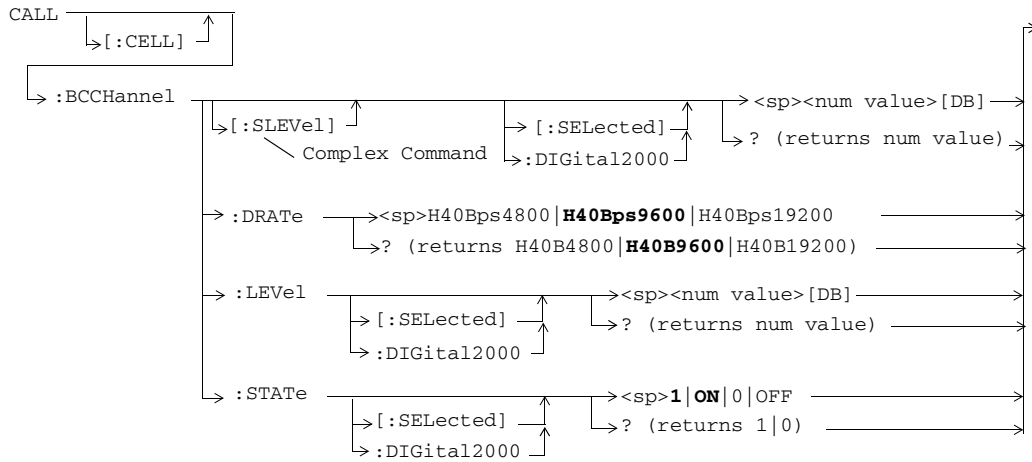 CALL
[:CELL]
:BCCHannel
<sp><num value>[DB]
[:SLEVel]
[:SELected]
? (returns num value)
Complex Command
:DIGital2000
:DRATe
<sp>H40Bps4800|H40Bps9600|H40Bps19200
? (returns H40B4800|H40B9600|H40B19200)
:LEVel
<sp><num value>[DB]
[:SELected]
? (returns num value)
:DIGital2000
:STATe
<sp>1|ON|0|OFF
[:SELected]
? (returns 1|0)
:DIGital2000